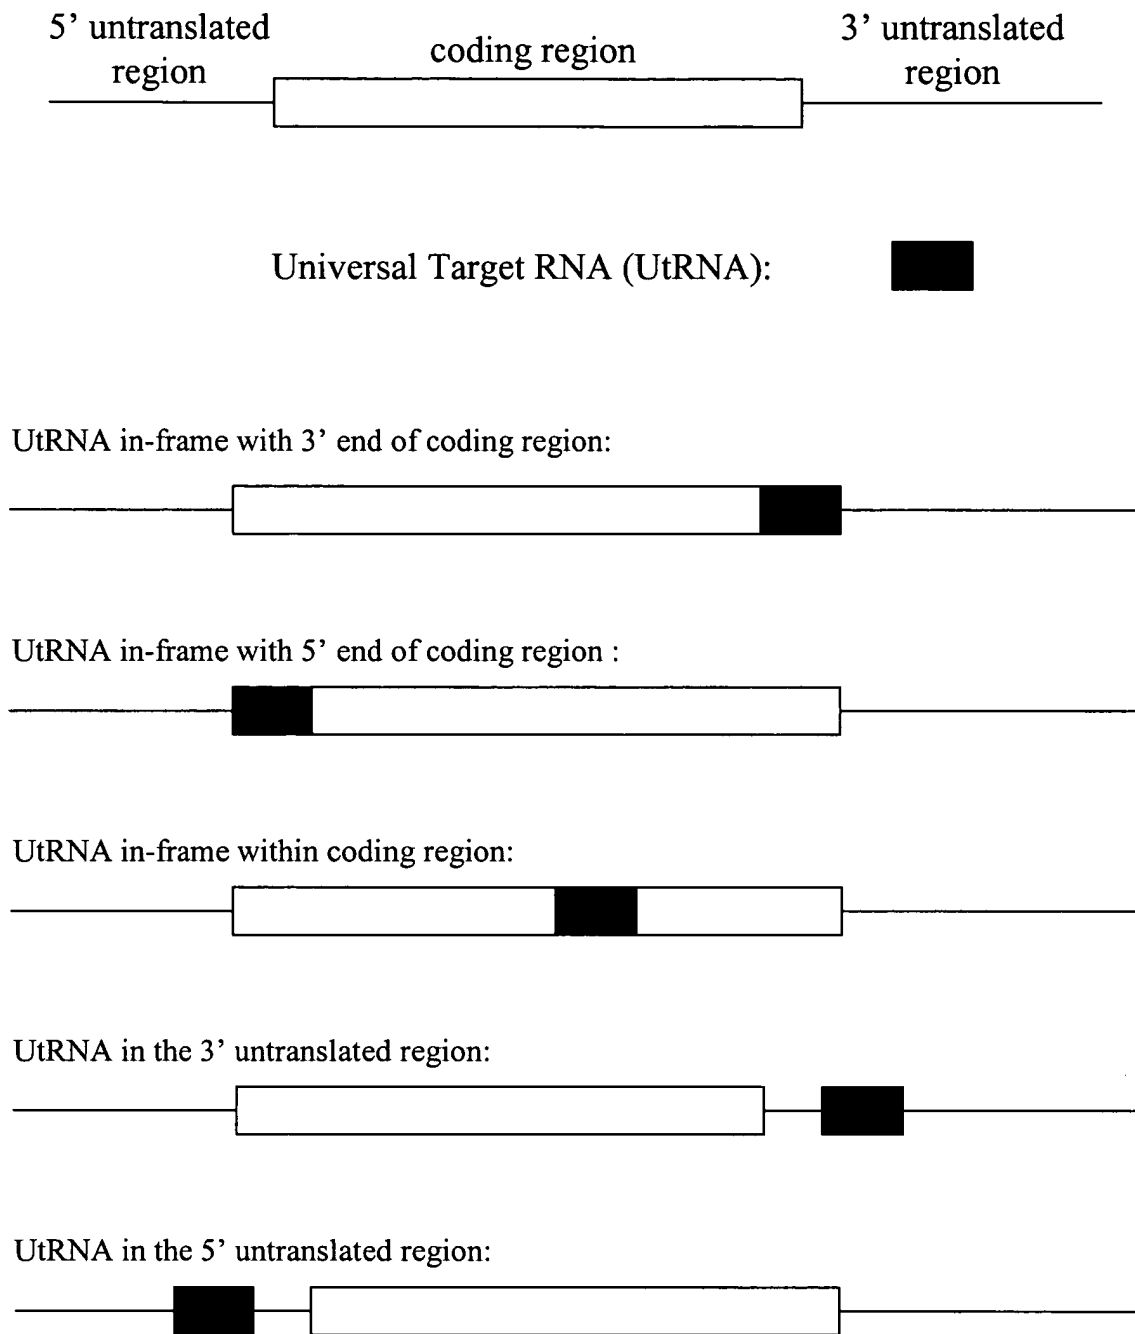 5’ untranslated region
coding region
3’ untranslated region
Universal Target RNA (UtRNA):
UtRNA in-frame with 3’ end of coding region:
UtRNA in-frame with 5’ end of coding region :
UtRNA in-frame within coding region:
UtRNA in the 3’ untranslated region:
UtRNA in the 5’ untranslated region: